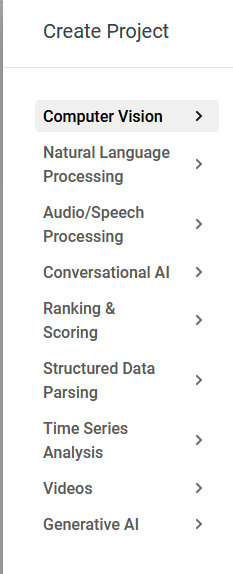 Create Project
Computer Vision
Natural Language
Processing
Audio/Speech
Processing
Conversational AI
Ranking &
Scoring
Structured Data
Parsing
Time Series
Analysis
Videos
Generative AI